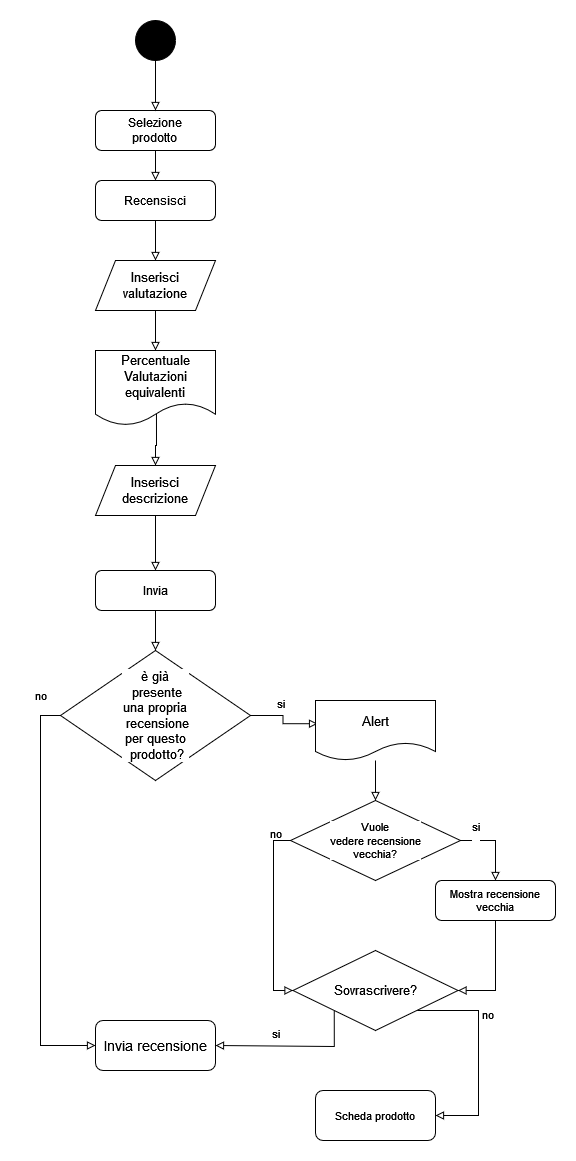 Selezione
prodotto
Recensisci
Inserisci
valutazione
Percentuale
Valutazioni
equivalenti
Inserisci
descrizione
Invia
è già
presente
una propria
recensione
per questo
prodotto?
no
si
Alert
Vuole
vedere recensione
vecchia?
no
si
Mostra recensione
vecchia
Sovrascrivere?
si
no
Invia recensione
Scheda prodotto